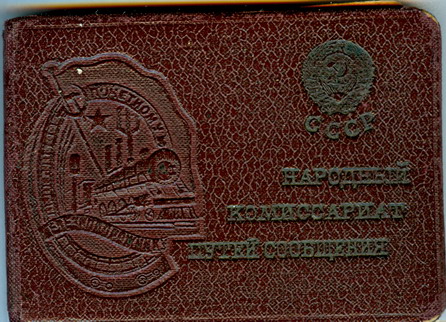 ПОЧЕТНОМУ
СССР
НАРОДНЫЙ
КОМИССАРИАТ
ПУТЕЙ СООБЩЕНИЯ